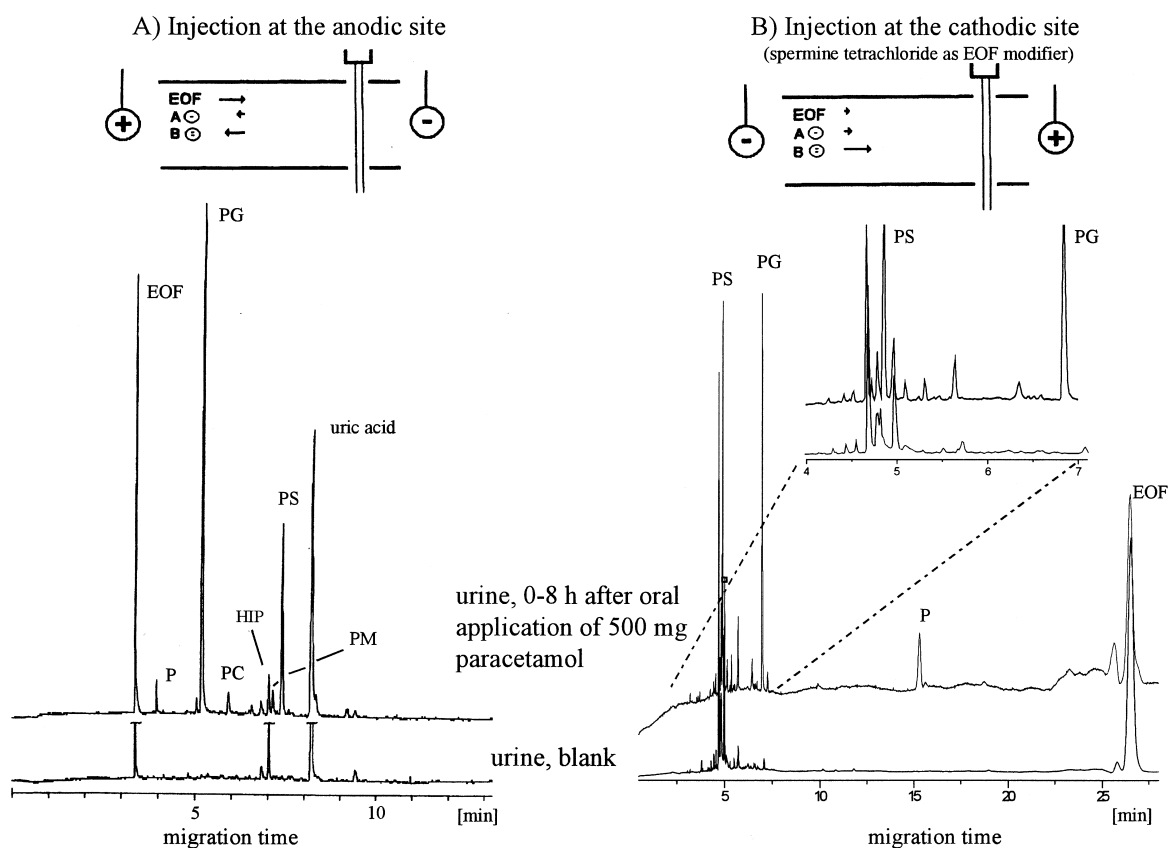 A) Injection at the anodic site
EOF
A -
B =
+
-
PG
EOF
uric acid
PS
HIP
PM
P
PC
5
10
[min]
migration time
B) Injection at the cathodic site
(spermine tetrachloride as EOF modifier)
EOF
A -
B =
-
+
PS
PG
PS
PG
4
5
6
7
EOF
P
urine, 0-8 h after oral
application of 500 mg
paracetamol
urine, blank
5
10
15
20
25
[min]
migration time